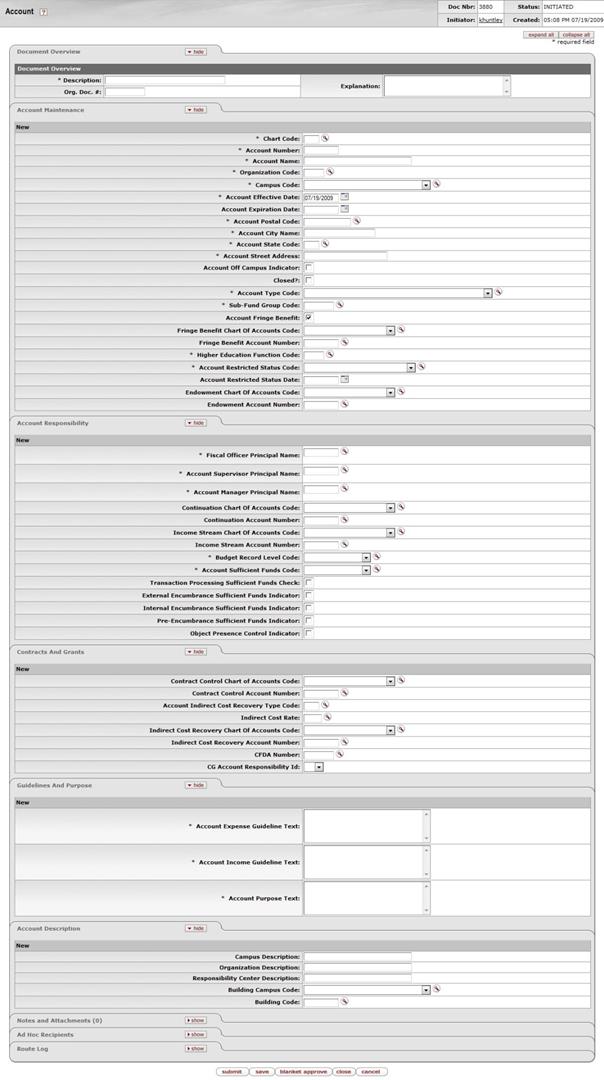 Account ?
Doc Nbr: 3880 Status: INITIATED
Initiator: khuntley Created: 05:08 PM 07/19/2009
expand all collapse all
* required field
Document Overview hide
Document Overview
* Description: Explanation:
Org. Doc. #:
Account Maintenance hide
New
* Chart Code:
* Account Number:
* Account Name:
* Organization Code:
* Campus Code:
* Account Effective Date: 07/19/2009
Account Expiration Date:
* Account Postal Code:
* Account City Name:
* Account State Code:
* Account Street Address:
Account Off Campus Indicator:
Closed?:
* Account Type Code:
* Sub-Fund Group Code:
Account Fringe Benefit:
Fringe Benefit Chart Of Accounts Code:
Fringe Benefit Account Number:
* Higher Education Function Code:
* Account Restricted Status Code:
Account Restricted Status Date:
Endowment Chart Of Accounts Code:
Endowment Account Number:
Account Responsibility hide
New
* Fiscal Officer Principal Name:
* Account Supervisor Principal Name:
* Account Manager Principal Name:
Continuation Chart Of Accounts Code:
Continuation Account Number:
Income Stream Chart Of Accounts Code:
Income Stream Account Number:
* Budget Record Level Code:
* Account Sufficient Funds Code:
Transaction Processing Sufficient Funds Check:
External Encumbrance Sufficient Funds Indicator:
Internal Encumbrance Sufficient Funds Indicator:
Pre-Encumbrance Sufficient Funds Indicator:
Object Presence Control Indicator:
Contracts And Grants hide
New
Contract Control Chart of Accounts Code:
Contract Control Account Number:
Account Indirect Cost Recovery Type Code:
Indirect Cost Rate:
Indirect Cost Recovery Chart Of Accounts Code:
Indirect Cost Recovery Account Number:
CFDA Number:
CG Account Responsibility Id:
Guidelines And Purpose hide
New
* Account Expense Guideline Text:
* Account Income Guideline Text:
* Account Purpose Text:
Account Description hide
New
Campus Description:
Organization Description:
Responsibility Center Description:
Building Campus Code:
Building Code:
Notes and Attachments (0) show
Ad Hoc Recipients show
Route Log show
submit save blanket approve close cancel